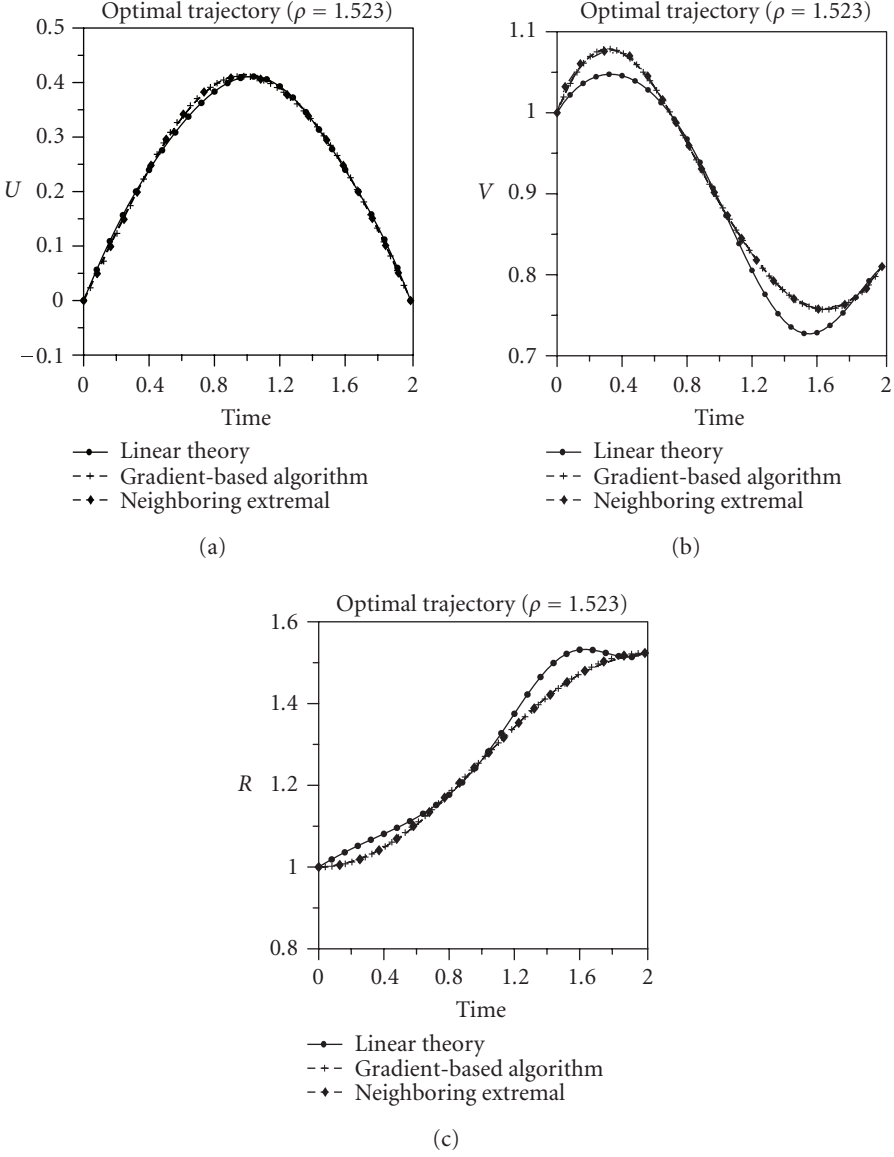 Optimal trajectory (ρ = 1.523)
0.5
0.4
0.3
0.2
0.1
0
−0.1
U
0 0.4 0.8 1.2 1.6 2
Time
Linear theory
Gradient-based algorithm
Neighboring extremal
(a)
Optimal trajectory (ρ = 1.523)
1.1
1
0.9
0.8
0.7
V
0 0.4 0.8 1.2 1.6 2
Time
Linear theory
Gradient-based algorithm
Neighboring extremal
(b)
Optimal trajectory (ρ = 1.523)
1.6
1.4
1.2
1
0.8
R
0 0.4 0.8 1.2 1.6 2
Time
Linear theory
Gradient-based algorithm
Neighboring extremal
(c)